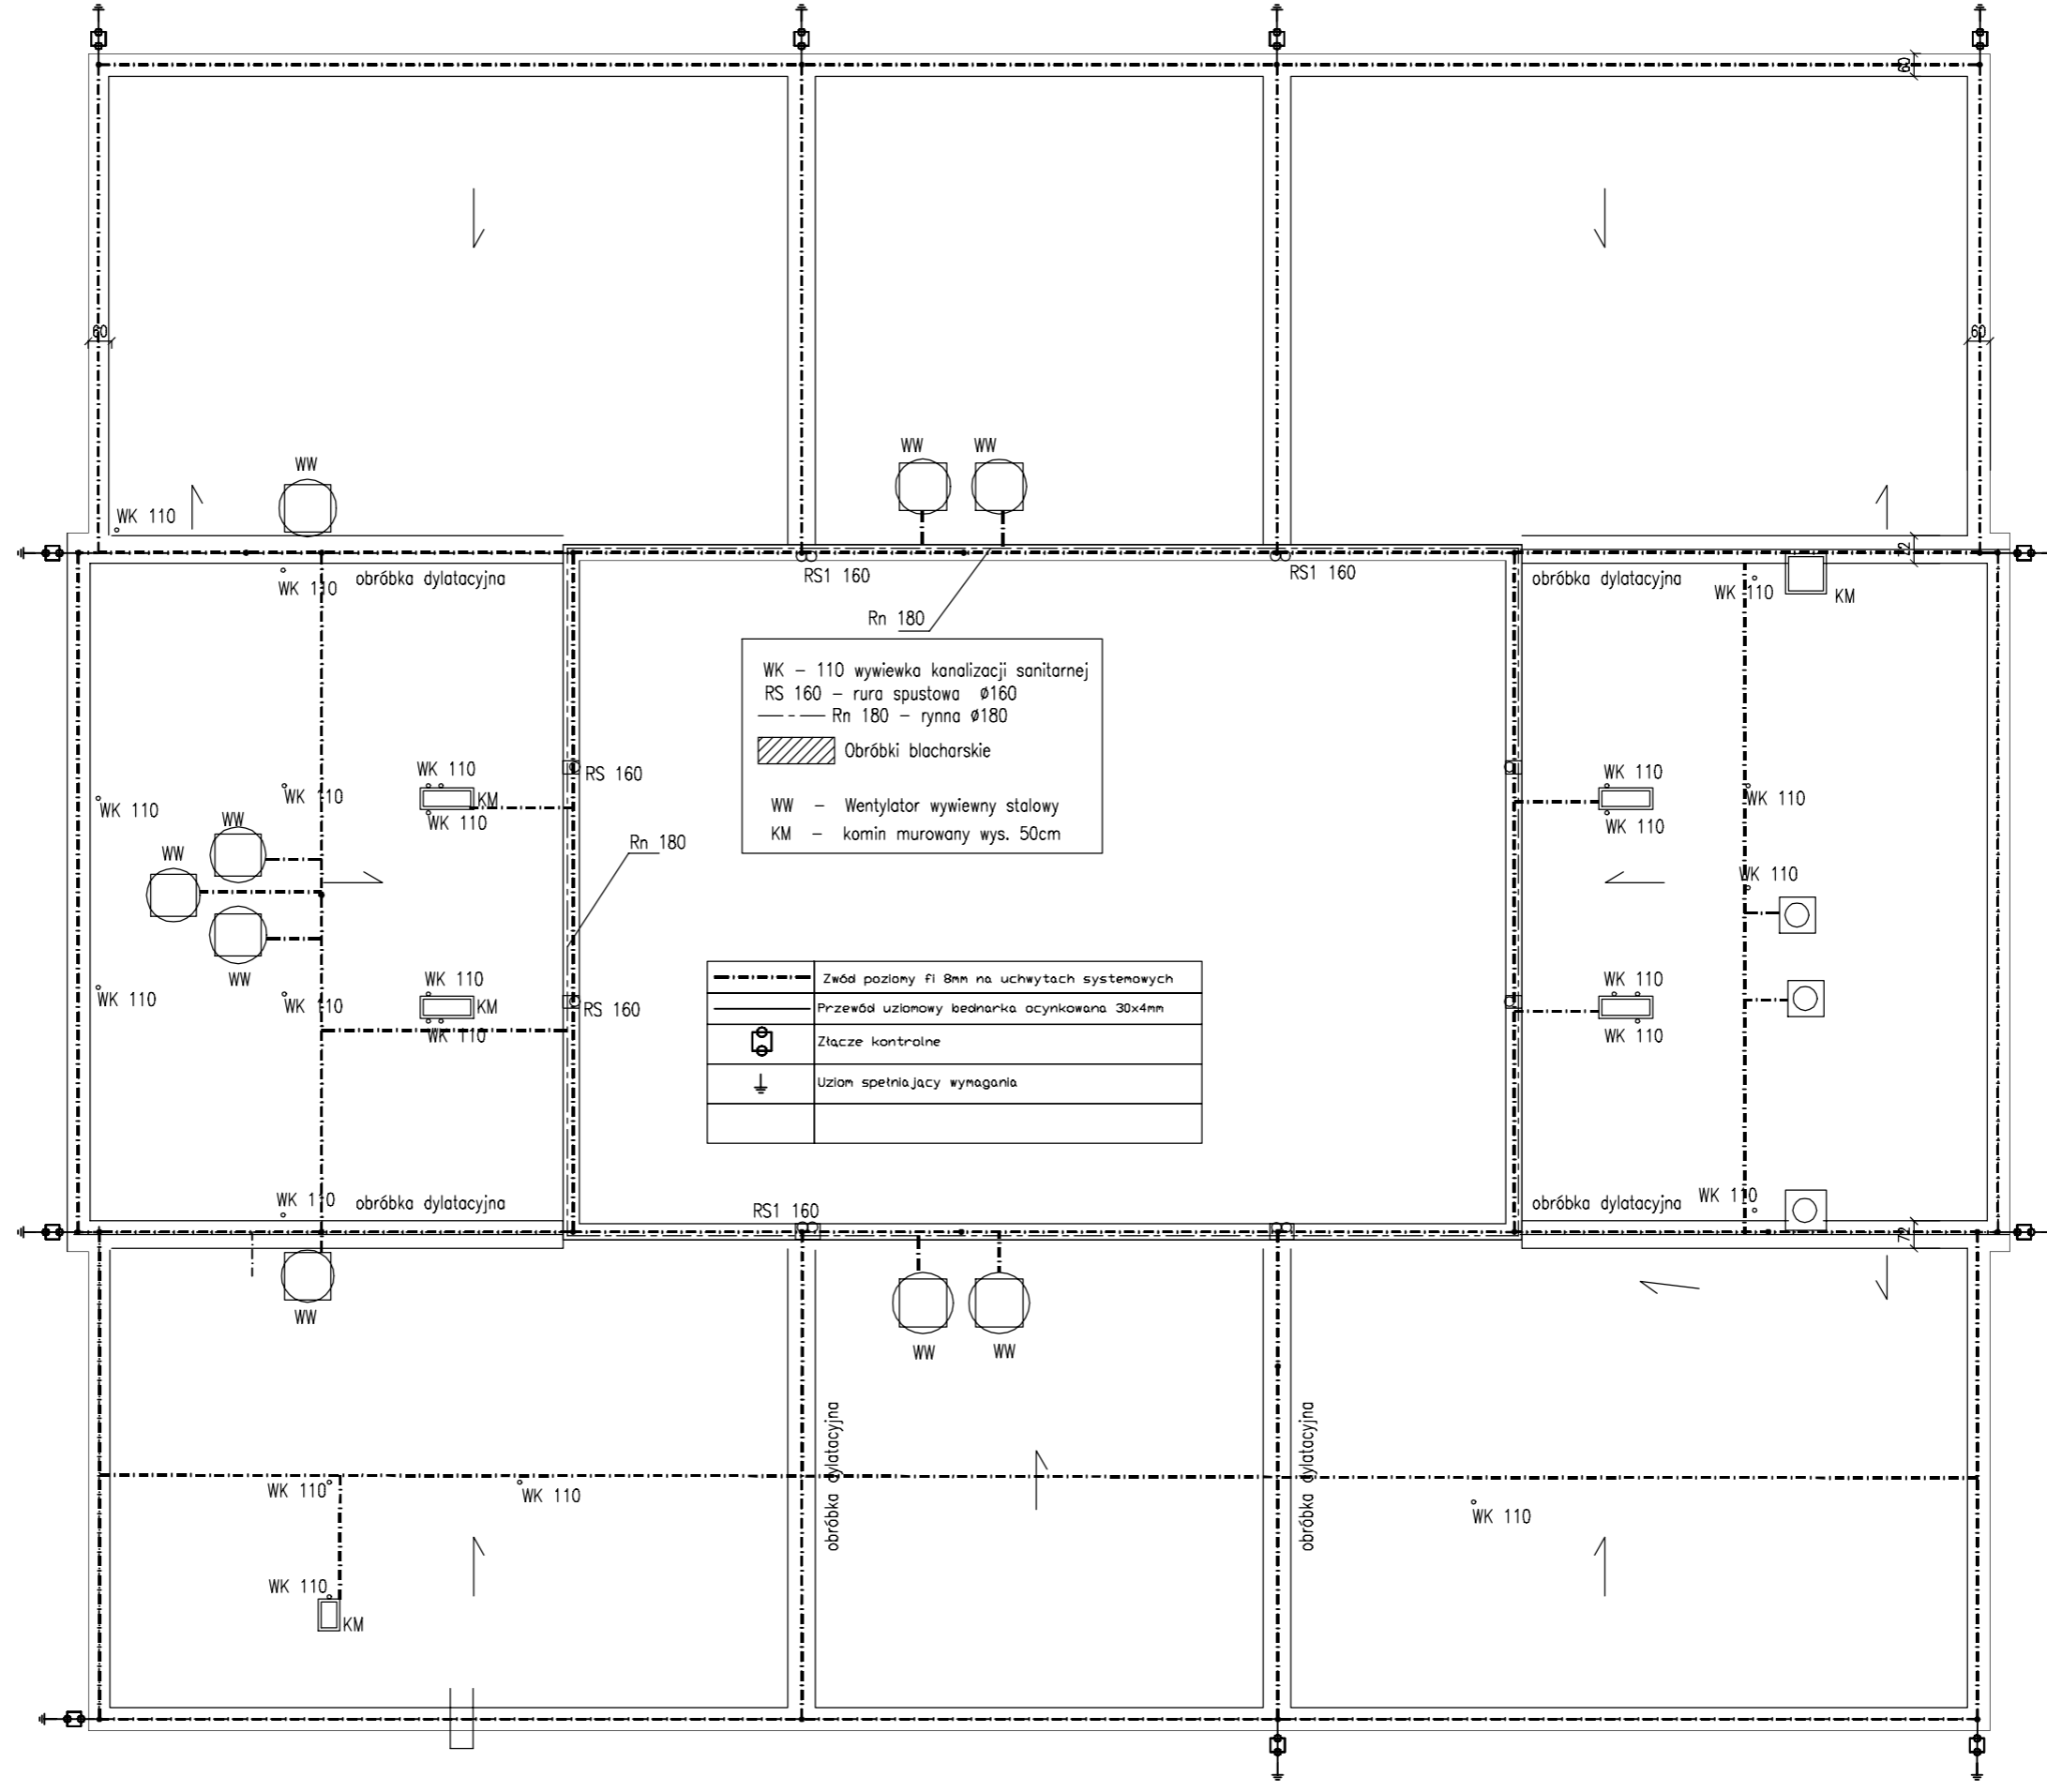 60
60
60
WW
WW
WW
WK 110
72
WK 110
obróbka dylatacyjna
RS1 160
RS1 160
obróbka dylatacyjna
WK 110
KM
Rn 180
WK – 110 wywiewka kanalizacji sanitarnej
RS 160 – rura spustowa ø160
Rn 180 – rynna ø180
Obróbki blacharskie
WW – Wentylator wywiewny stalowy
KM – komin murowany wys. 50cm
WK 110
RS 160
WK 110
WK 110
WK 110
KM
WK 110
WK 110
WK 110
WK 110
WW
WW
Rn 180
WK 110
WW
WK 110
WK 110
WK 110
KM
RS 160
WK 110
WK 110
WK 110
Zwód poziomy fi 8mm na uchwytach systemowych
Przewód uziomowy bednarka ocynkowana 30x4mm
Złącze kontrolne
Uziom spełniający wymagania
WK 110
obróbka dylatacyjna
RS1 160
obróbka dylatacyjna
WK 110
72
WW
WW
WW
obróbka dylatacyjna
obróbka dylatacyjna
WK 110
WK 110
WK 110
WK 110
KM